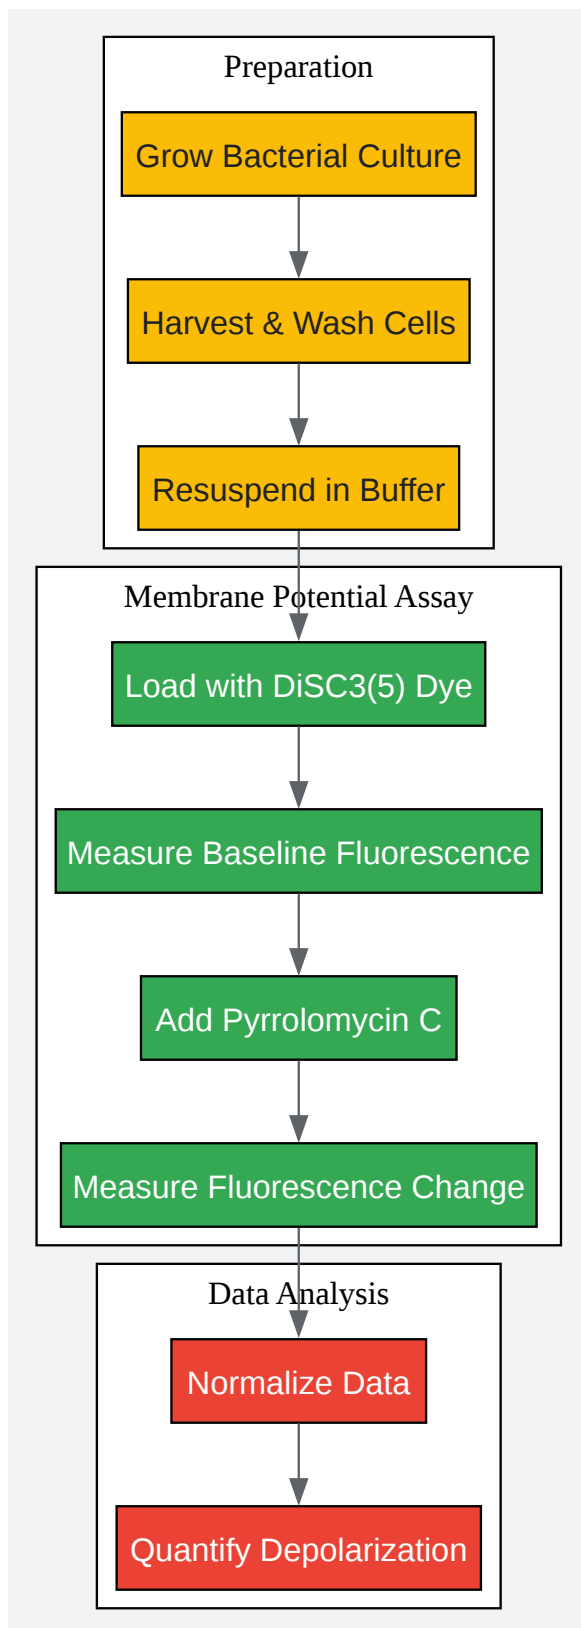 Preparation
Grow Bacterial Culture
Harvest & Wash Cells
Resuspend in Buffer
Membrane Potential Assay
Load with DiSC3(5) Dye
Measure Baseline Fluorescence
Add Pyrrolomycin C
Measure Fluorescence Change
Data Analysis
Normalize Data
Quantify Depolarization